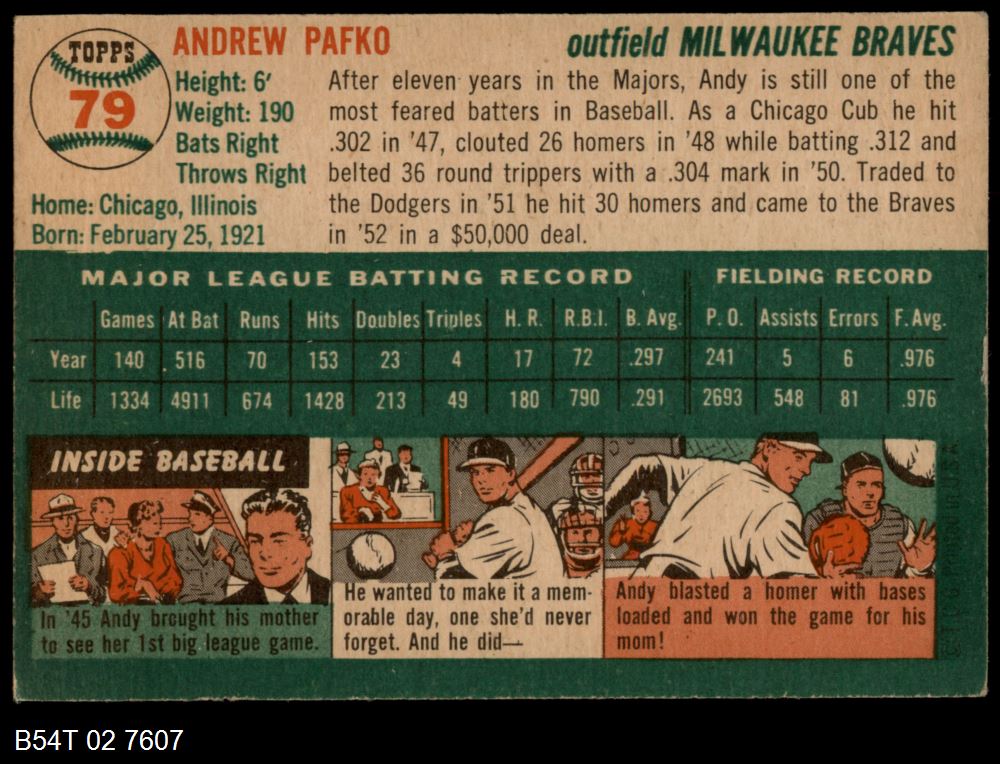 TOPPS
79
ANDREW PAFKO
outfield MILWAUKEE BRAVES
Height: 6'
Weight: 190
Bats Right
Throws Right
Home: Chicago, Illinois
Born: February 25, 1921
After eleven years in the Majors, Andy is still one of the
most feared batters in Baseball. As a Chicago Cub he hit
.302 in '47, clouted 26 homers in '48 while batting .312 and
belted 36 round trippers with a .304 mark in '50. Traded to
the Dodgers in '51 he hit 30 homers and came to the Braves
in '52 in a $50,000 deal.
MAJOR LEAGUE BATTING RECORD FIELDING RECORD
Games At Bat Runs Hits Doubles Triples H. R. R.B.I. B. Avg. P. O. Assists Errors F. Avg.
Year 140 516 70 153 23 4 17 72 .297 241 5 6 .976
Life 1334 4911 674 1428 213 49 180 790 .291 2693 548 81 .976
INSIDE BASEBALL
In '45 Andy brought his mother
to see her 1st big league game.
He wanted to make it a mem-
orable day, one she'd never
forget. And he did—
Andy blasted a homer with bases
loaded and won the game for his
mom!
B54T 02 7607